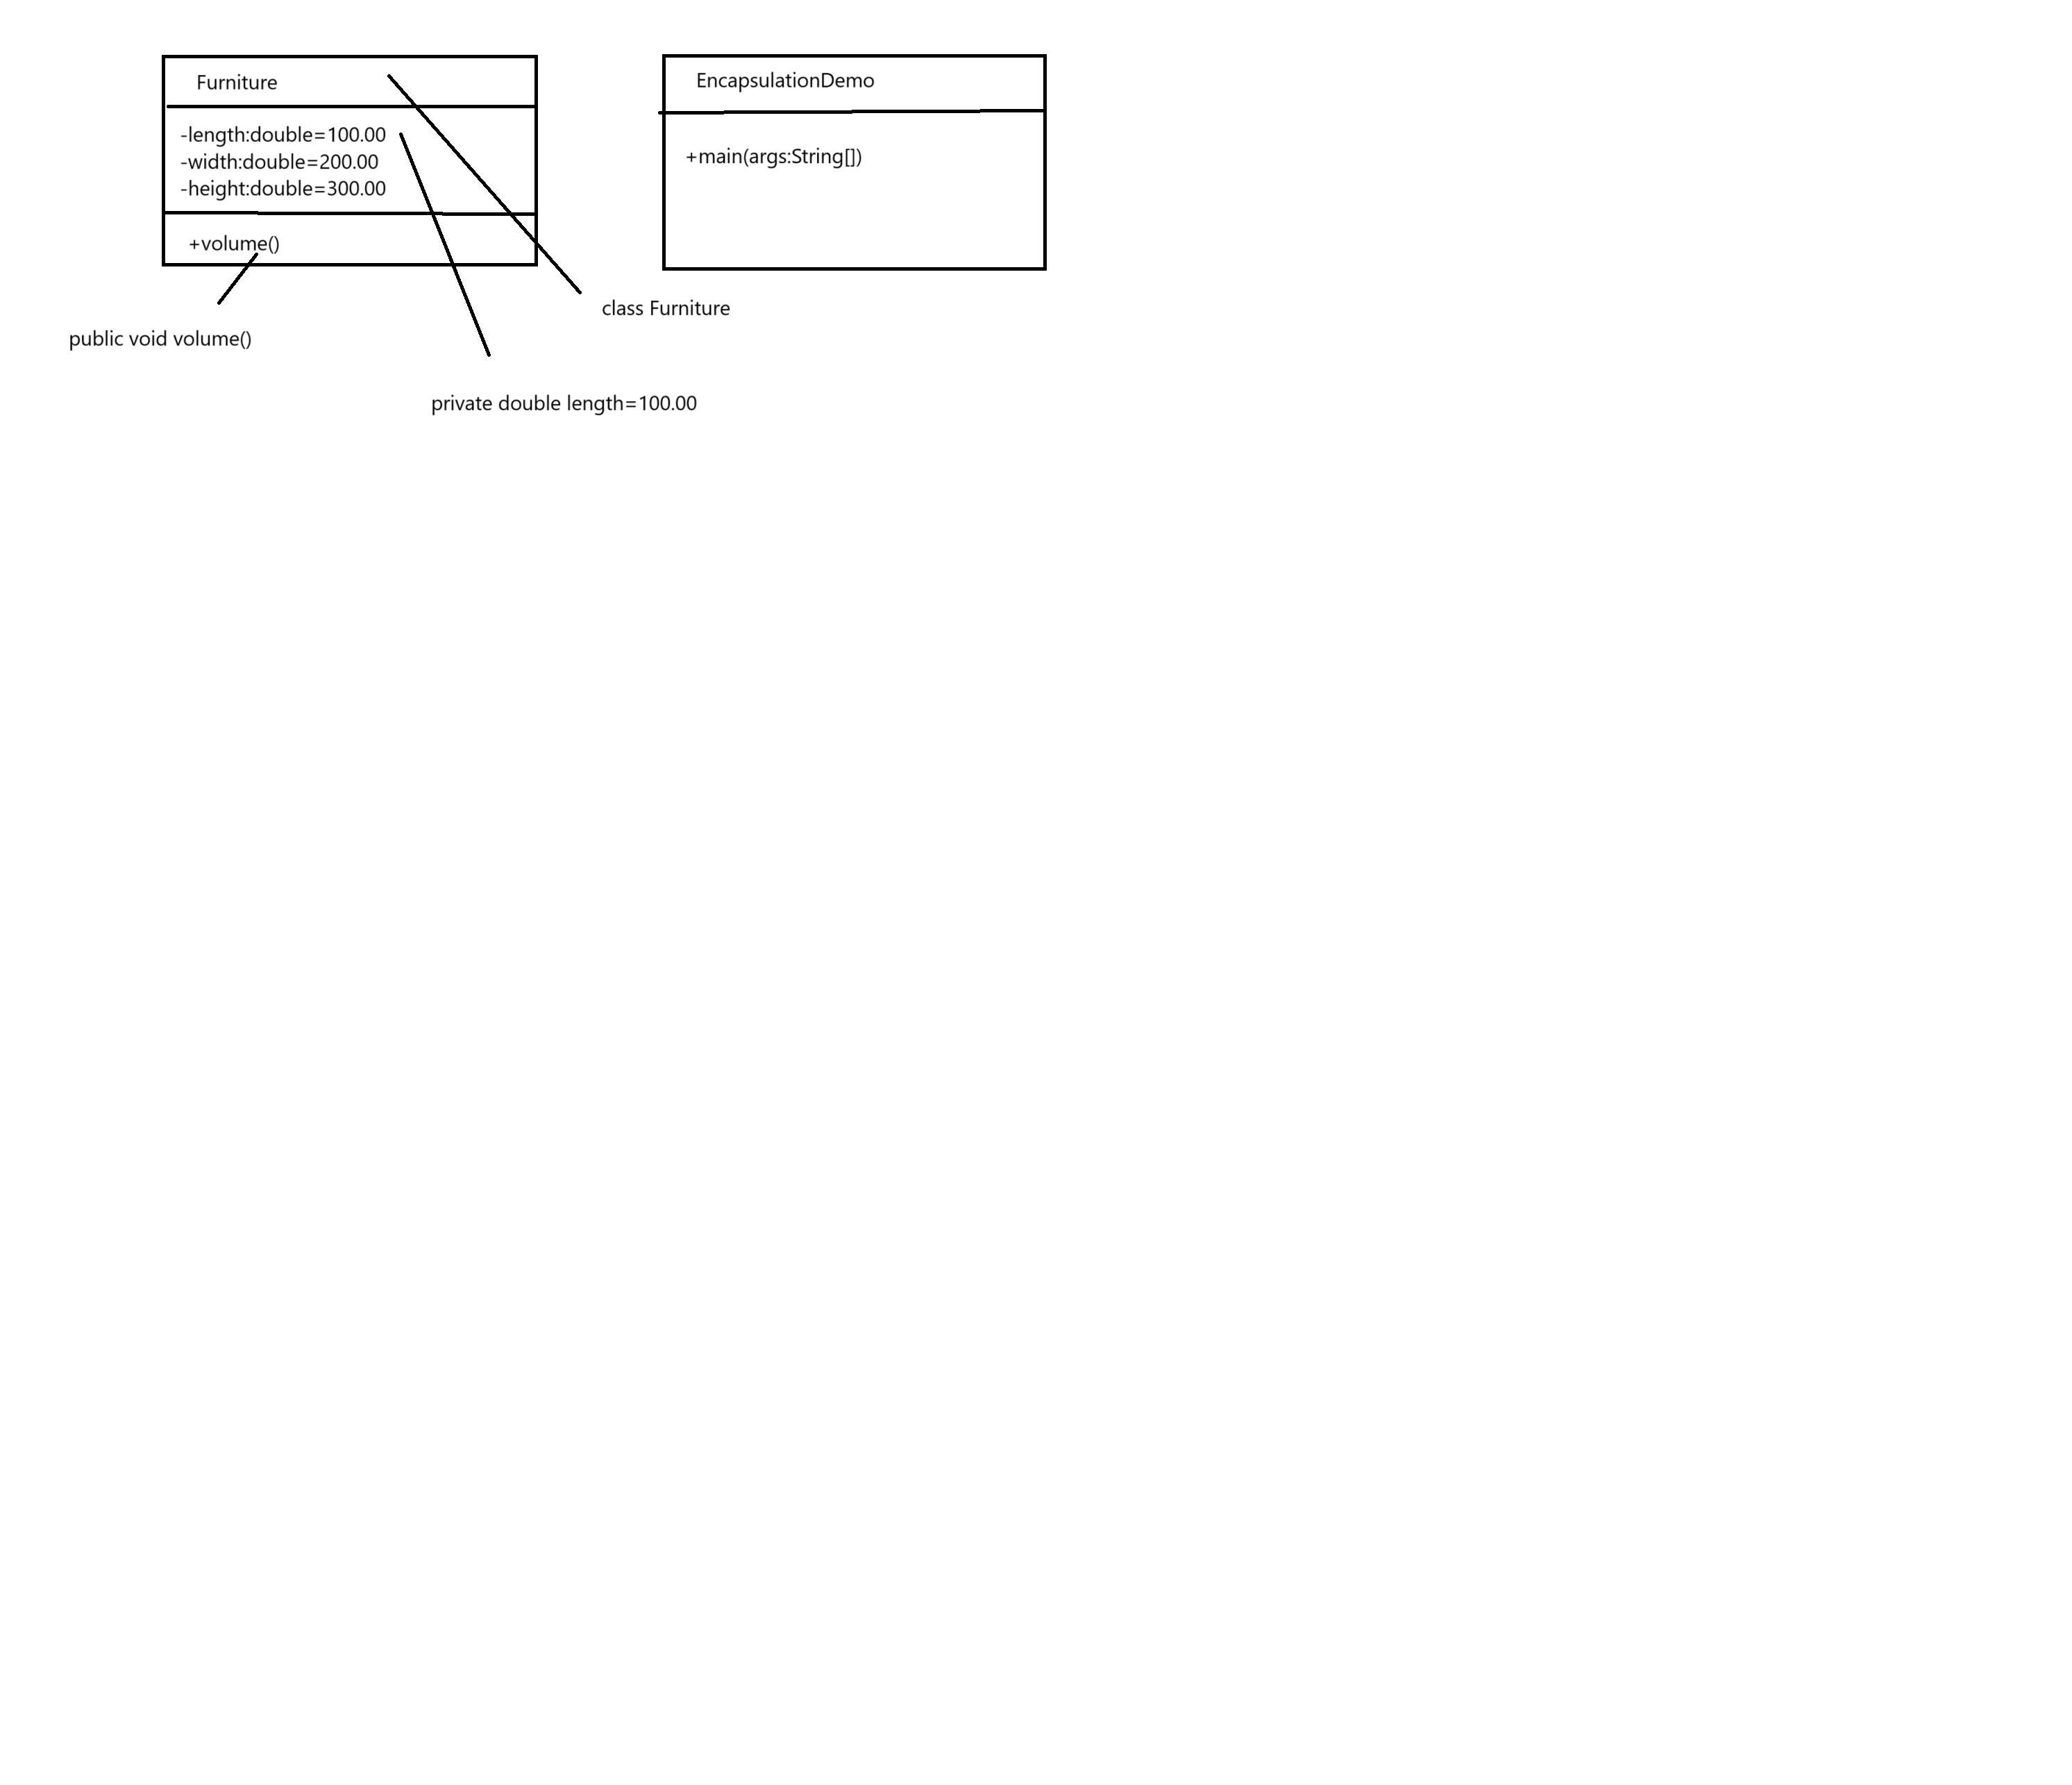 Furniture
-length:double=100.00
-width:double=200.00
-height:double=300.00
+volume()
public void volume()
class Furniture
private double length=100.00
EncapsulationDemo
+main(args:String[])